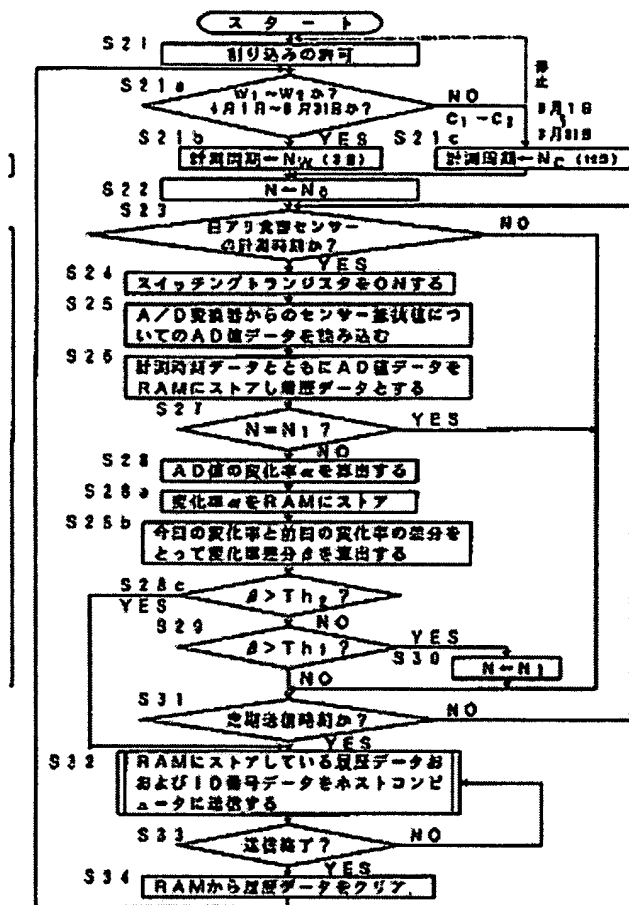 スタート
S21
割り込みの許可
S21a
W₁~W₂か?
4月1日~8月31日か?
NO
C₁~C₂
停止
3月31日
S21b
YES
S21c
計測周期←N_W(3日)
計測周期←N_C
S22
N←N₀
S23
白アリ食害センサー
の計測時刻か?
NO
YES
S24
スイッチングトランジスタをONする
S25
A/D変換器からのセンサー形状値につ
いてのAD値データを読み込む
S26
計測時刻データとともにAD値データを
RAMにストアし履歴データとする
S27
N=N₁?
YES
NO
S28
AD値の変化率αを算出する
S28a
変化率αをRAMにストア
S28b
今回の変化率と前回の変化率の差分を
とって変化率差分βを算出する
S28c
YES
β>Th₂?
NO
S29
β>Th₁?
YES
S30
N←N₁
NO
S31
定期送信時刻か?
NO
YES
S32
RAMにストアしている履歴データお
およびID番号データをホストコンピ
ュータに送信する
S33
送信終了?
NO
YES
S34
RAMから履歴データをクリア